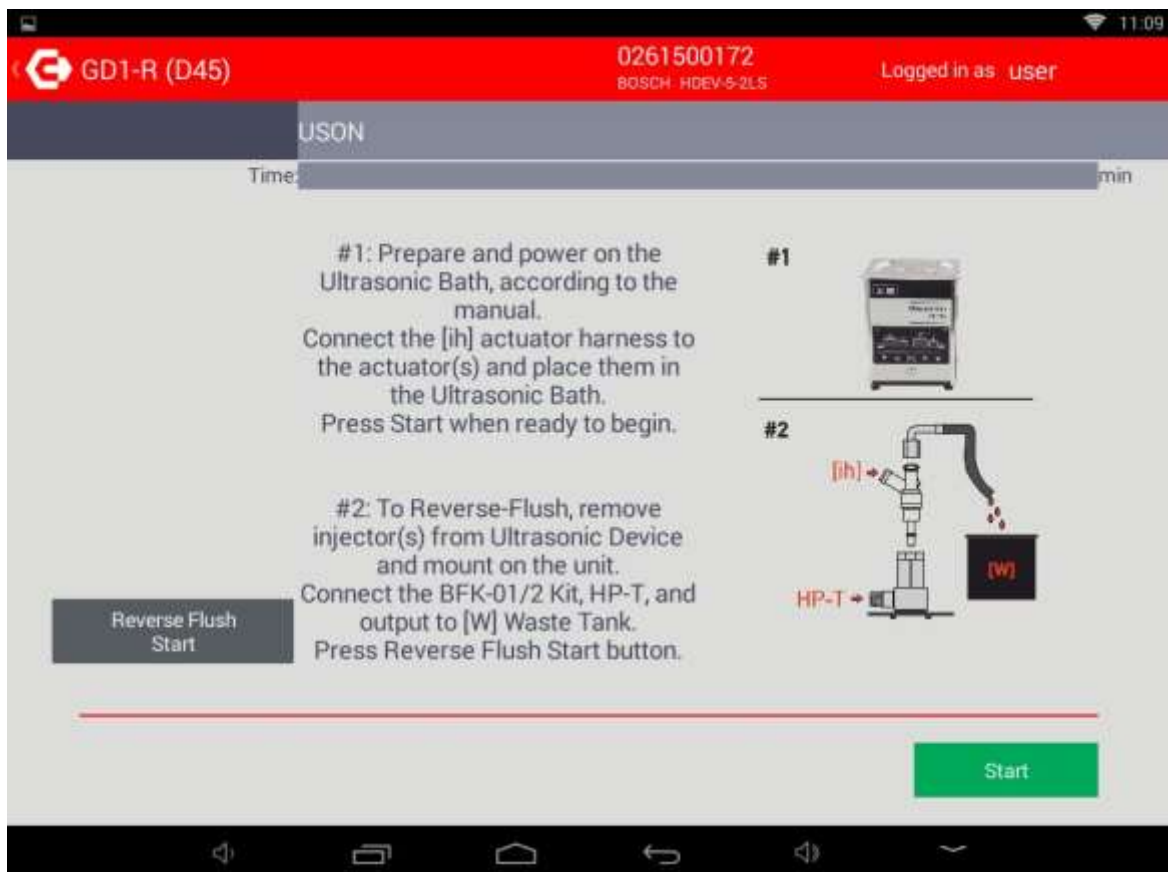 11:09
GD1-R (D45)
0261500172
BOSCH HDEV-5-2LS
Logged in as user
USON
Time:
min
#1: Prepare and power on the
Ultrasonic Bath, according to the
manual.
Connect the [ih] actuator harness to
the actuator(s) and place them in
the Ultrasonic Bath.
Press Start when ready to begin.
#1
#2: To Reverse-Flush, remove
injector(s) from Ultrasonic Device
and mount on the unit.
Connect the BFK-01/2 Kit, HP-T, and
output to [W] Waste Tank.
Press Reverse Flush Start button.
#2
[ih]
[W]
HP-T
Reverse Flush
Start
Start